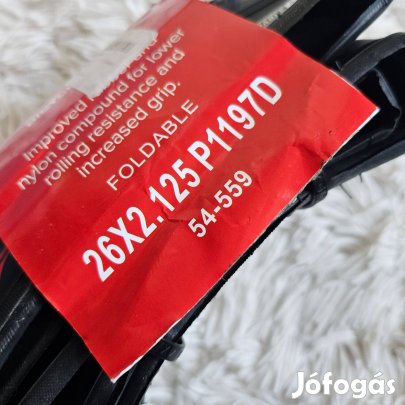 Improved
nylon compound for lower
rolling resistance and
increased grip.
FOLDABLE
26X2,125 P1197D
54-559
Jófogás